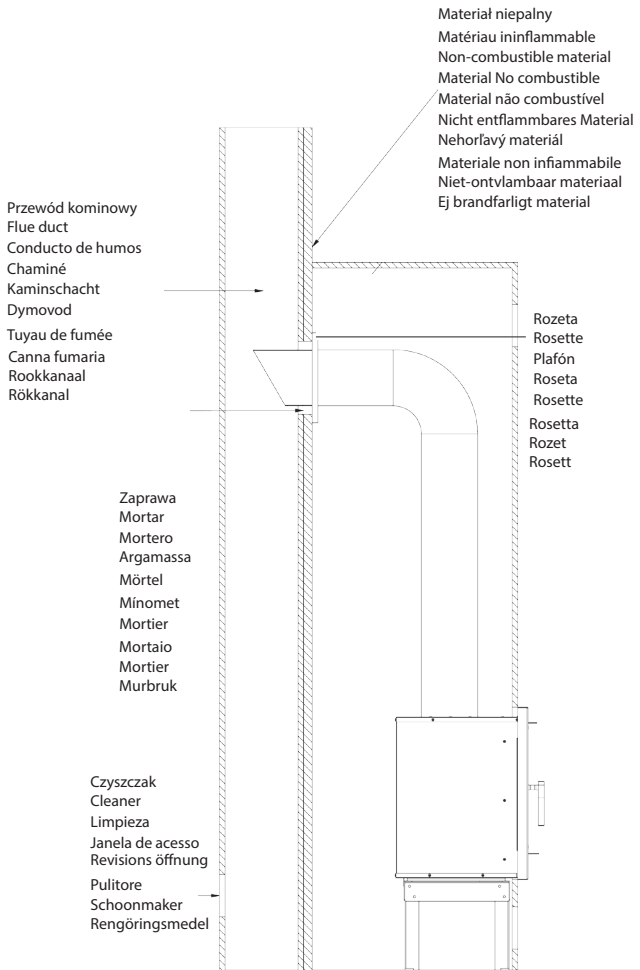 Materiał niepalny
Matériau ininflammable
Non-combustible material
Material No combustible
Material não combustível
Nicht entflammbares Material
Nehorľavý materiál
Materiale non infiammabile
Niet-ontvlambaar materiaal
Ej brandfarligt material
Przewód kominowy
Flue duct
Conducto de humos
Chaminé
Kaminschacht
Dymovod
Tuyau de fumée
Canna fumaria
Rookkanaal
Rökkanal
Rozeta
Rosette
Plafón
Roseta
Rosette
Rosetta
Rozet
Rosett
Zaprawa
Mortar
Mortero
Argamassa
Mörtel
Mínomet
Mortier
Mortaio
Mortier
Murbruk
Czyszczak
Cleaner
Limpieza
Janela de acesso
Revisions öffnung
Pulitore
Schoonmaker
Rengöringsmedel